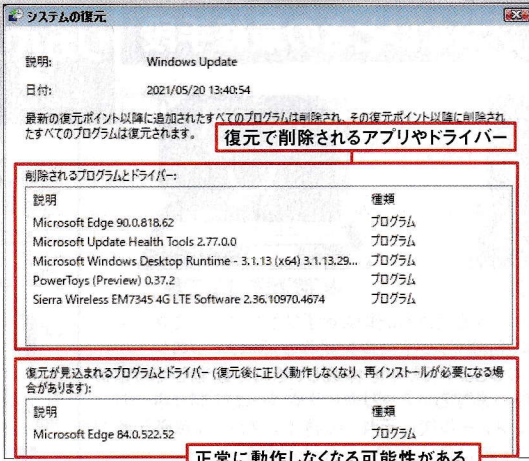 システムの復元
説明: Windows Update
日付: 2021/05/20 13:40:54
最新の復元ポイント以降に追加されたすべてのプログラムは削除され、その復元ポイント以降に削除され
たすべてのプログラムは復元されます。
復元で削除されるアプリやドライバー
削除されるプログラムとドライバー:
説明 種類
Microsoft Edge 90.0.818.62 プログラム
Microsoft Update Health Tools 2.77.0.0 プログラム
Microsoft Windows Desktop Runtime - 3.1.13 (x64) 3.1.13.29... プログラム
PowerToys (Preview) 0.37.2 プログラム
Sierra Wireless EM7345 4G LTE Software 2.36.10970.4674 プログラム
復元が見込まれるプログラムとドライバー (復元後に正しく動作しなくなり、再インストールが必要になる場
合があります):
説明 種類
Microsoft Edge 84.0.522.52 プログラム
正常に動作しなくなる可能性がある